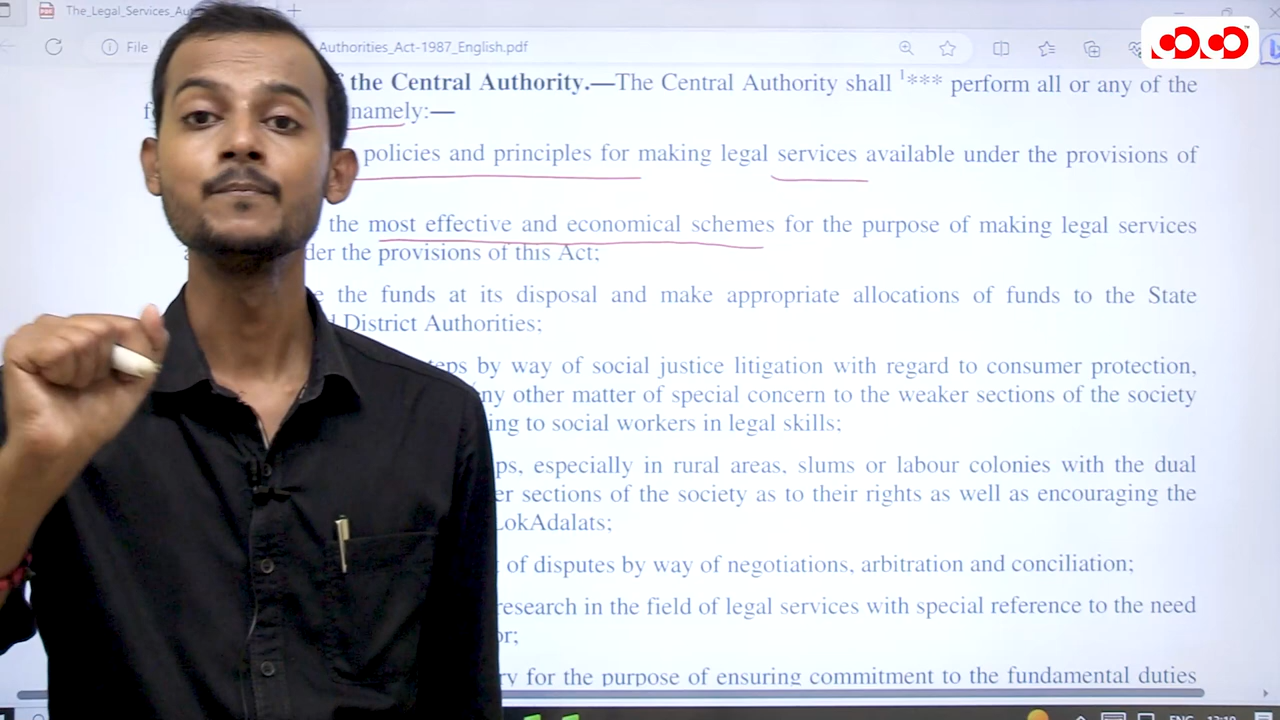 The_Legal_Services_Au
File
Authorities_Act-1987_English.pdf
f the Central Authority.—The Central Authority shall 1*** perform all or any of the
namely:—
policies and principles for making legal services available under the provisions of
the most effective and economical schemes for the purpose of making legal services
der the provisions of this Act;
e the funds at its disposal and make appropriate allocations of funds to the State
d District Authorities;
eps by way of social justice litigation with regard to consumer protection,
ny other matter of special concern to the weaker sections of the society
ing to social workers in legal skills;
ps, especially in rural areas, slums or labour colonies with the dual
er sections of the society as to their rights as well as encouraging the
LokAdalats;
t of disputes by way of negotiations, arbitration and conciliation;
research in the field of legal services with special reference to the need
or;
ry for the purpose of ensuring commitment to the fundamental duties